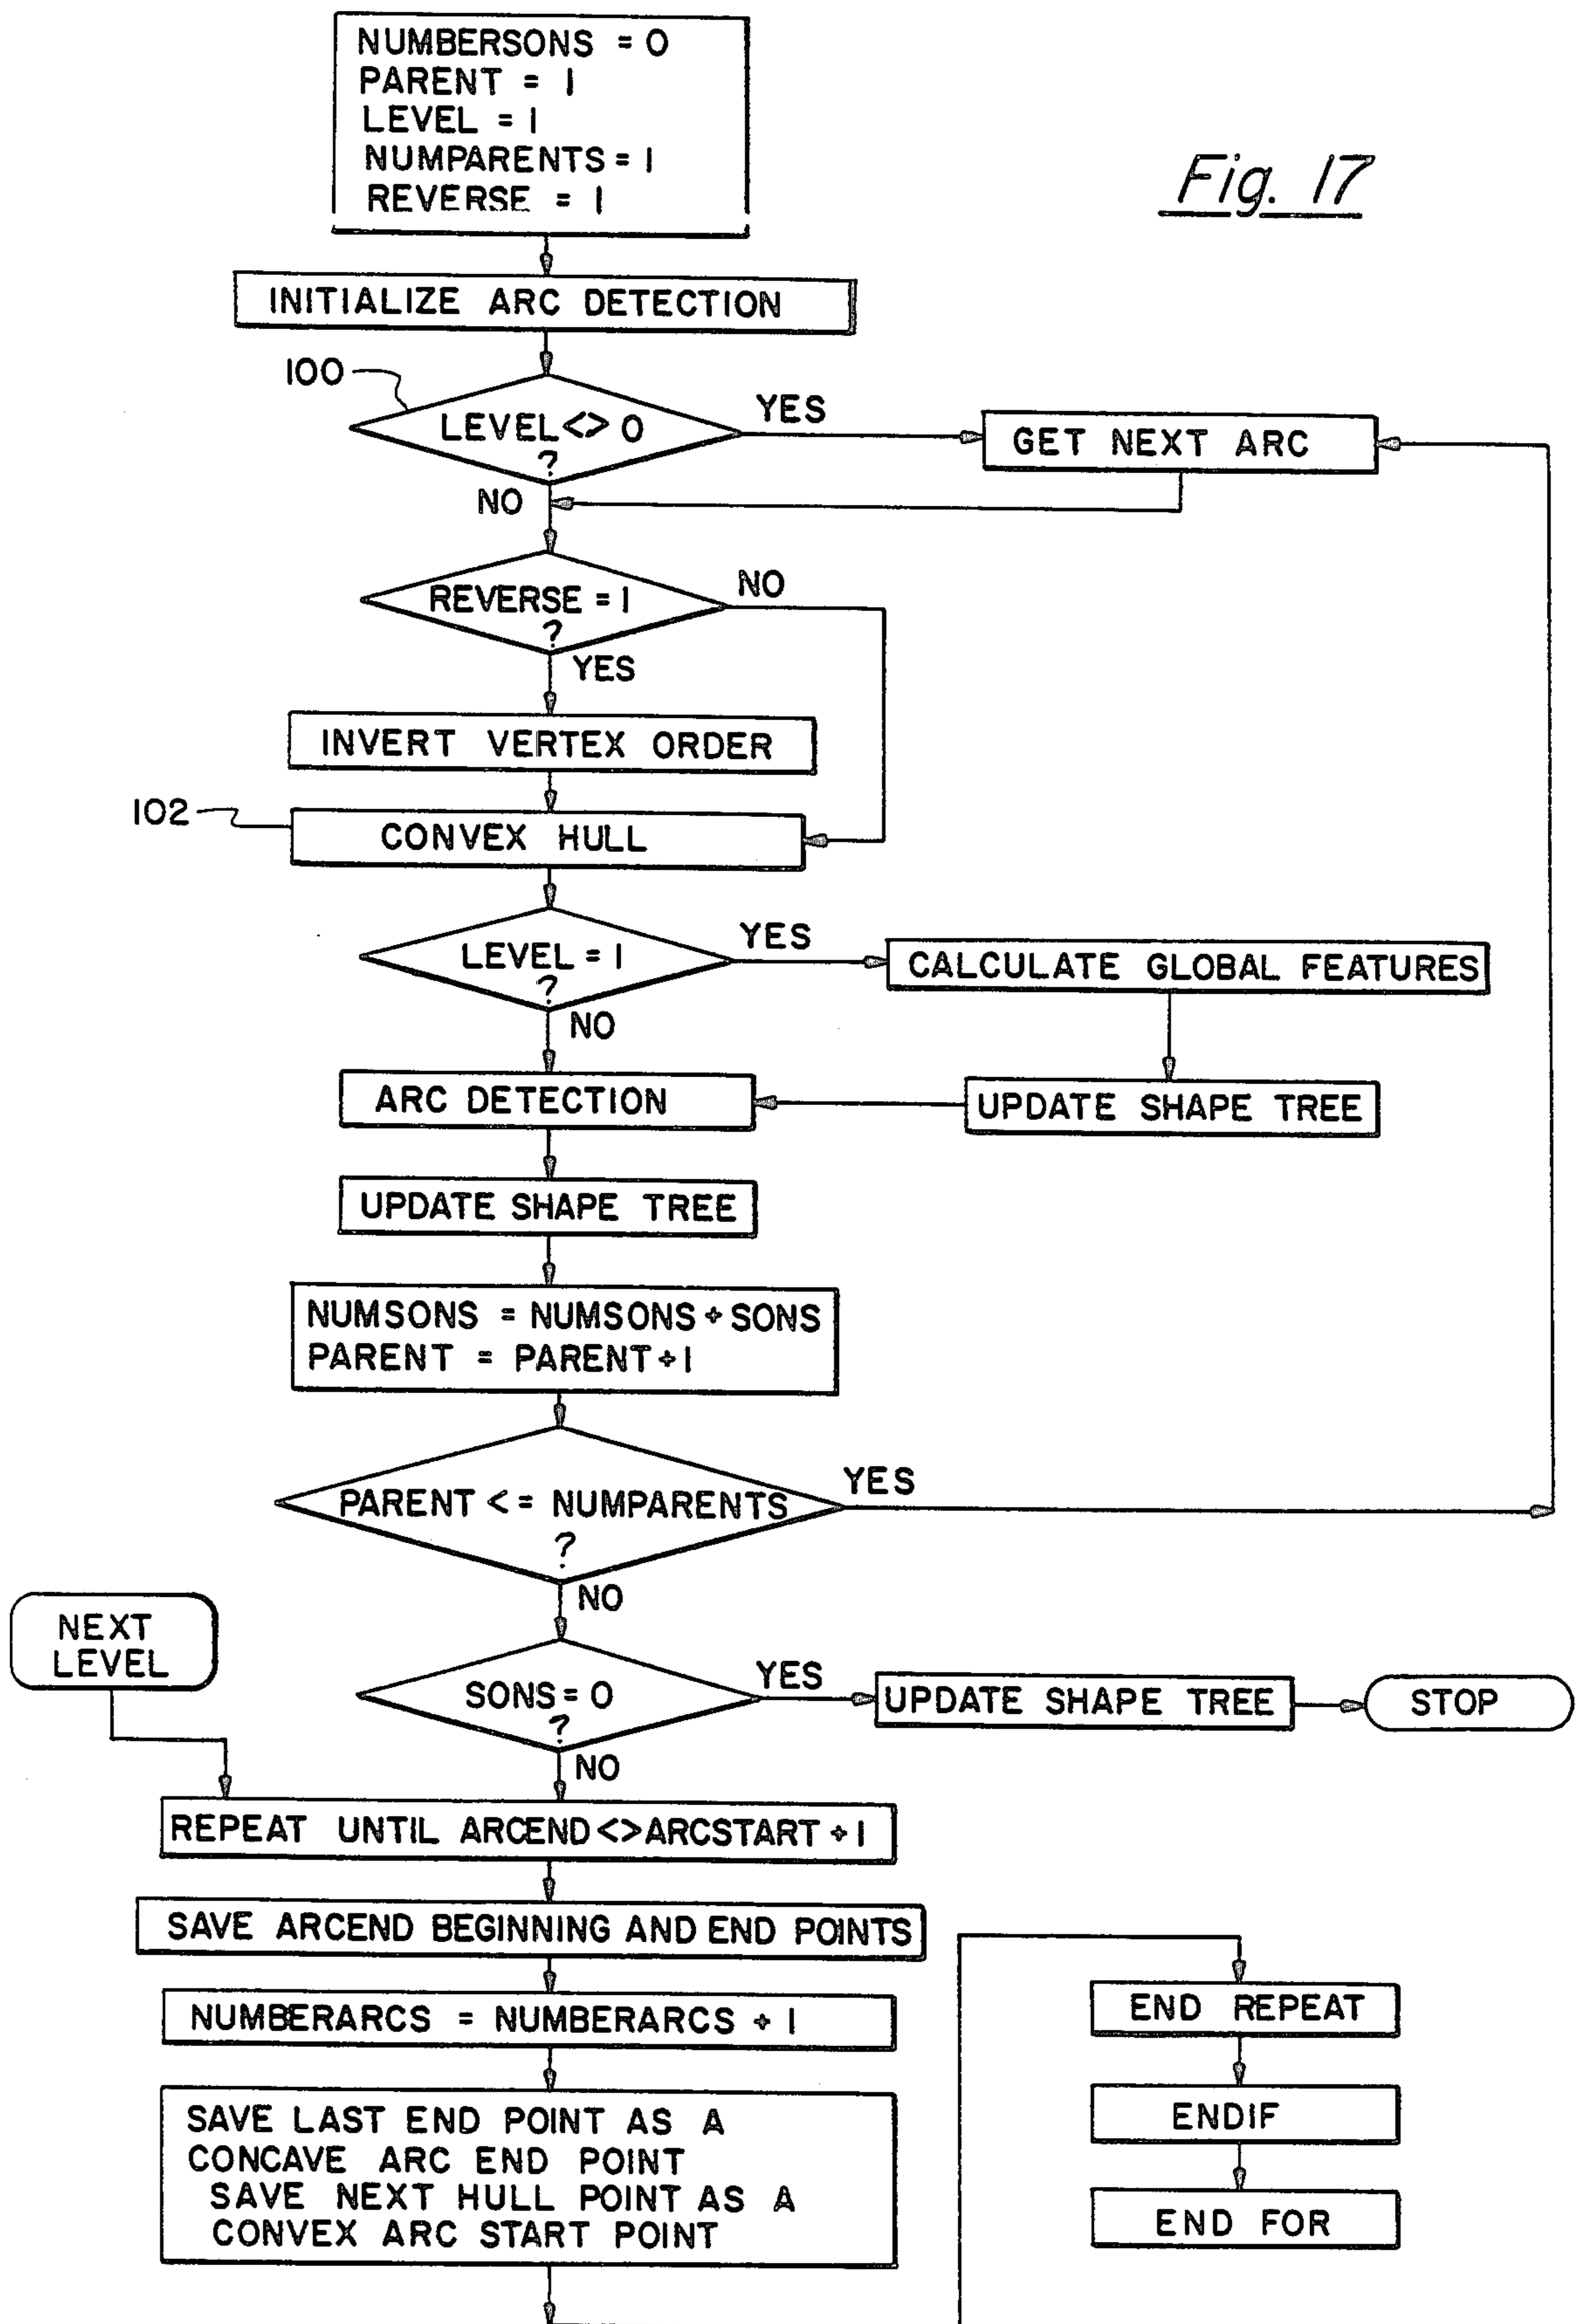 NUMBERSONS = 0
PARENT = 1
LEVEL = 1
NUMPARENTS = 1
REVERSE = 1
Fig. 17
INITIALIZE ARC DETECTION
100
LEVEL <> 0
?
YES
GET NEXT ARC
NO
REVERSE = 1
?
NO
YES
INVERT VERTEX ORDER
102
CONVEX HULL
LEVEL = 1
?
YES
CALCULATE GLOBAL FEATURES
NO
ARC DETECTION
UPDATE SHAPE TREE
UPDATE SHAPE TREE
NUMSONS = NUMSONS + SONS
PARENT = PARENT + 1
PARENT <= NUMPARENTS
?
YES
NO
NEXT
LEVEL
SONS = 0
?
YES
UPDATE SHAPE TREE
STOP
NO
REPEAT UNTIL ARCEND <> ARCSTART + 1
SAVE ARCEND BEGINNING AND END POINTS
NUMBERARCS = NUMBERARCS + 1
SAVE LAST END POINT AS A
CONCAVE ARC END POINT
SAVE NEXT HULL POINT AS A
CONVEX ARC START POINT
END REPEAT
ENDIF
END FOR